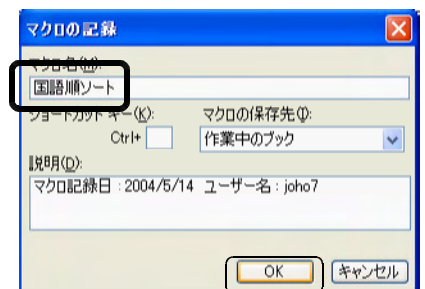 マクロの記録
マクロ名(M):
国語順ソート
ショートカット キー(K):
マクロの保存先(I):
Ctrl+
作業中のブック
説明(D):
マクロ記録日 : 2004/5/14 ユーザー名 : joho7
OK
キャンセル